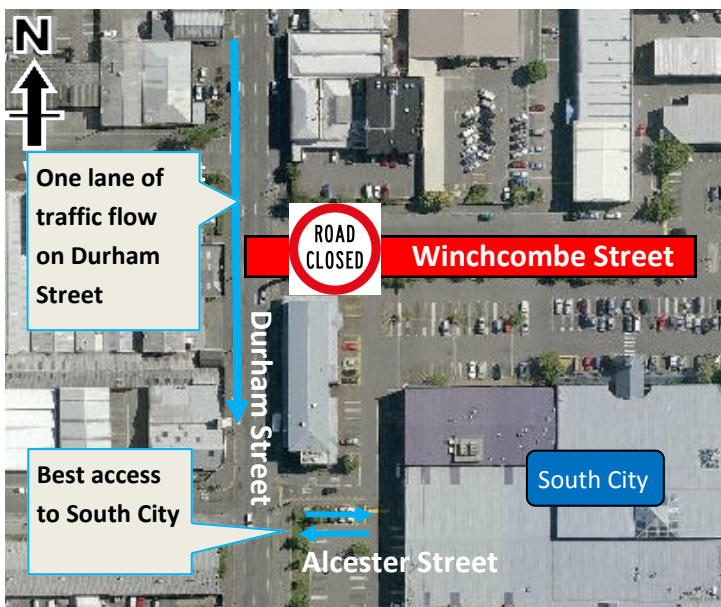 N
One lane of
traffic flow
on Durham
Street
ROAD
CLOSED
Winchcombe Street
Durham Street
Best access
to South City
South City
Alcester Street